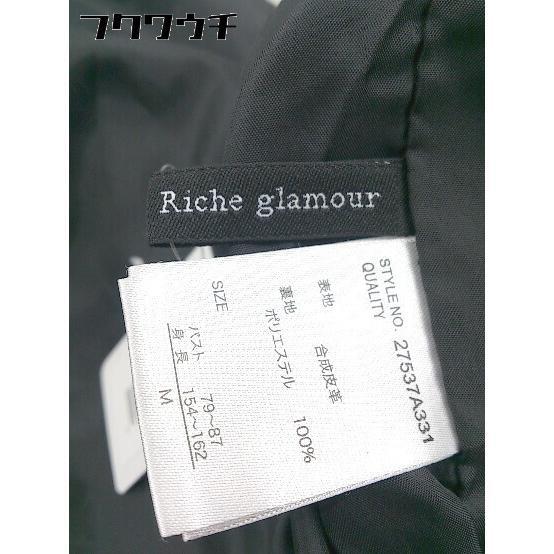 フクワウチ
Riche glamour
STYLE NO. 27537A331
QUALITY
表地 合成皮革
裏地 ポリエステル 100%
SIZE
バスト 79~87
身長 154~162
M